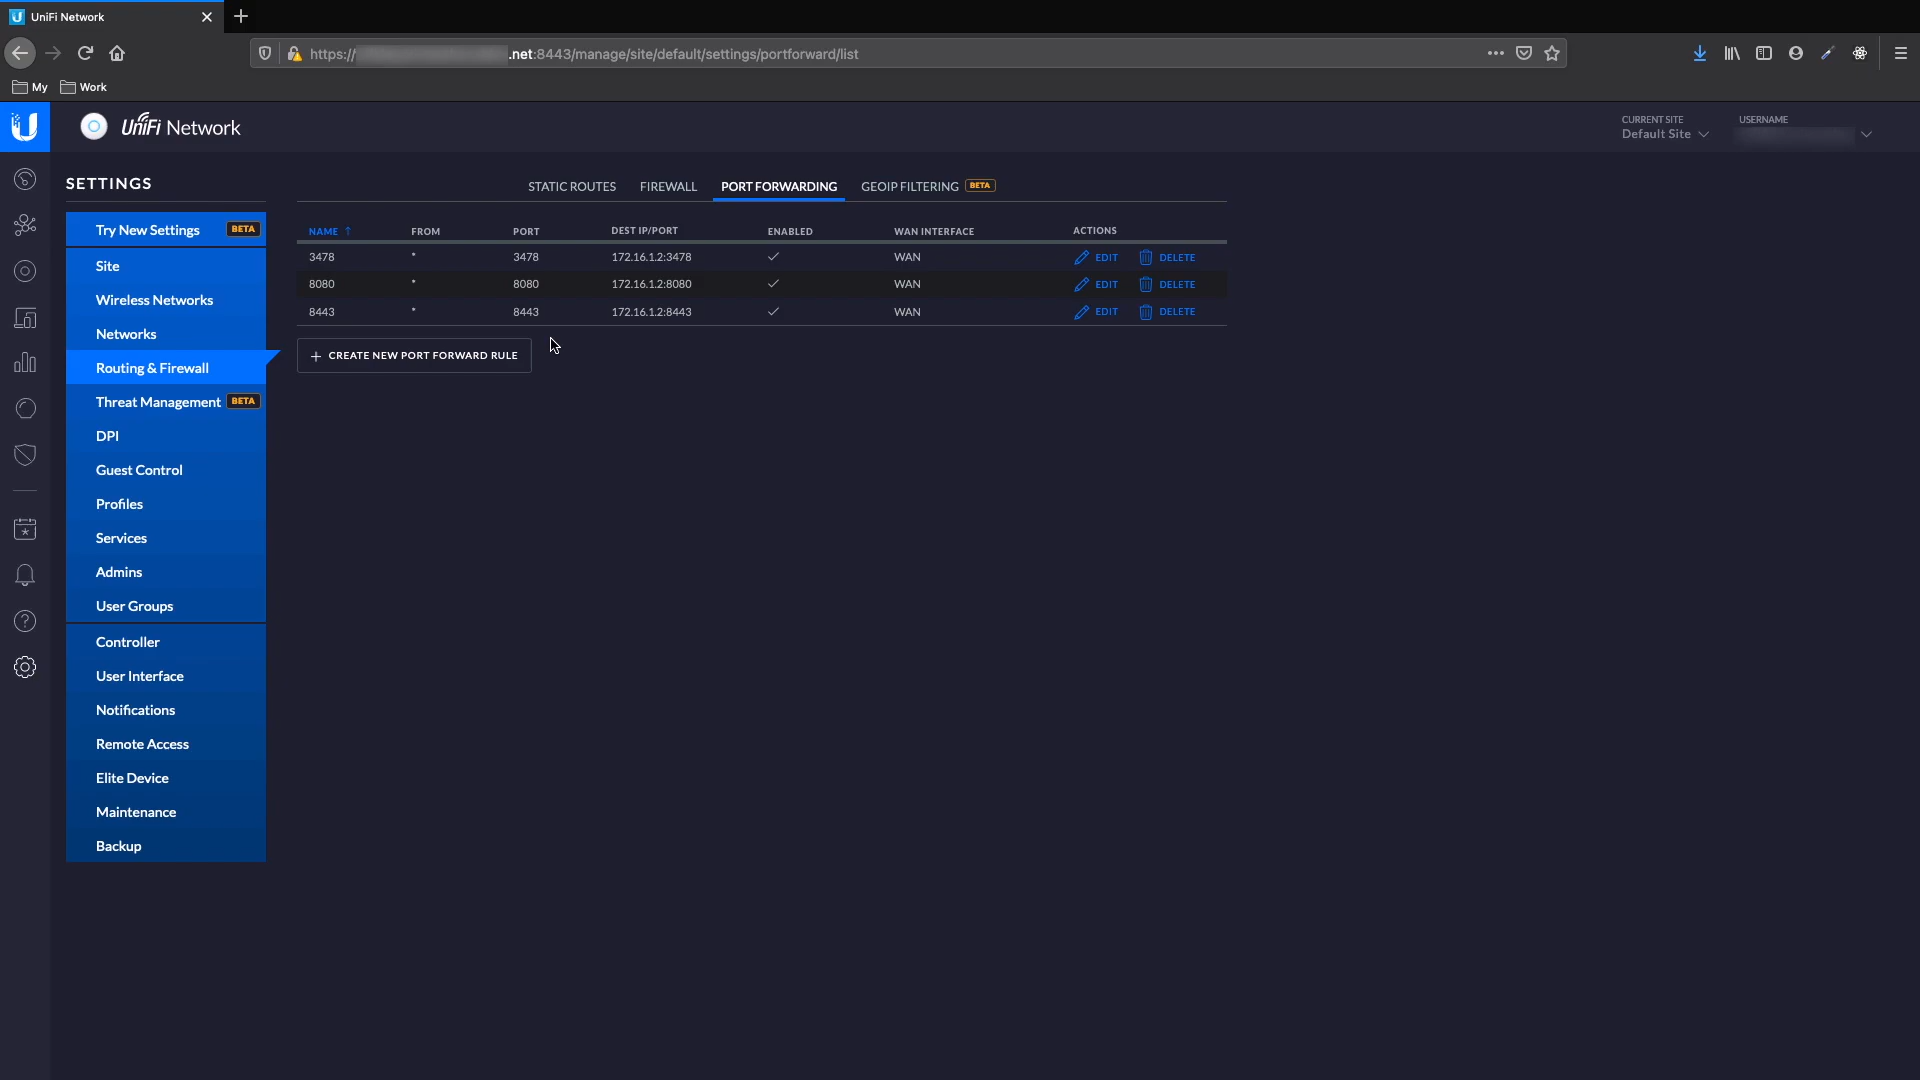 UniFi Network
https://
.net:8443/manage/site/default/settings/portforward/list
My
Work
UniFi Network
CURRENT SITE
Default Site
USERNAME
SETTINGS
STATIC ROUTES
FIREWALL
PORT FORWARDING
GEOIP FILTERING BETA
Try New Settings BETA
Site
Wireless Networks
Networks
Routing & Firewall
Threat Management BETA
DPI
Guest Control
Profiles
Services
Admins
User Groups
Controller
User Interface
Notifications
Remote Access
Elite Device
Maintenance
Backup
NAME ↑ FROM PORT DEST IP/PORT ENABLED WAN INTERFACE ACTIONS
3478 * 3478 172.16.1.2:3478 WAN EDIT DELETE
8080 * 8080 172.16.1.2:8080 WAN EDIT DELETE
8443 * 8443 172.16.1.2:8443 WAN EDIT DELETE
+ CREATE NEW PORT FORWARD RULE